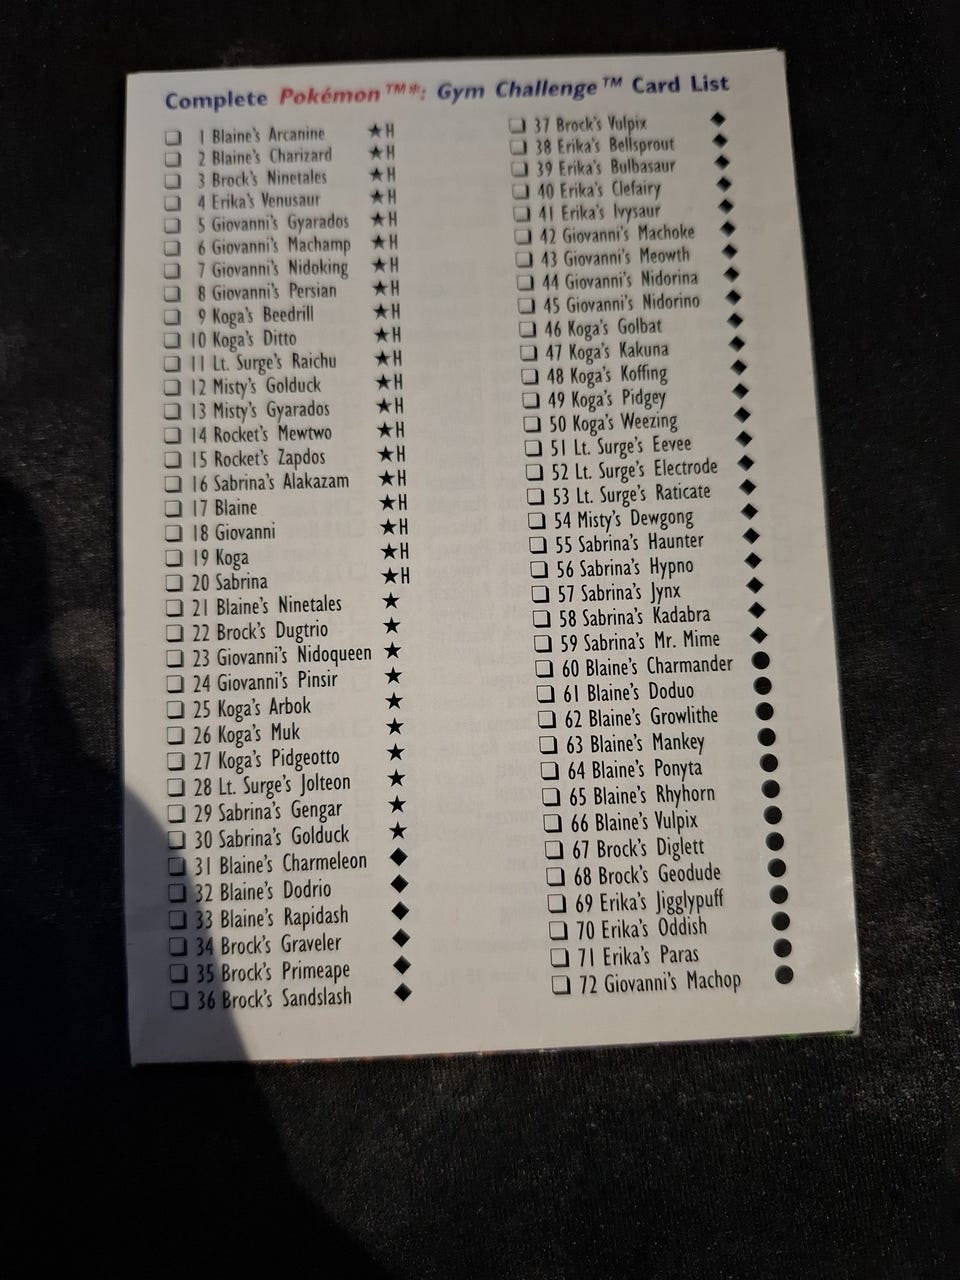 Complete Pokémon™*: Gym Challenge™ Card List
❏ 1 Blaine's Arcanine ★H
❏ 2 Blaine's Charizard ★H
❏ 3 Brock's Ninetales ★H
❏ 4 Erika's Venusaur ★H
❏ 5 Giovanni's Gyarados ★H
❏ 6 Giovanni's Machamp ★H
❏ 7 Giovanni's Nidoking ★H
❏ 8 Giovanni's Persian ★H
❏ 9 Koga's Beedrill ★H
❏ 10 Koga's Ditto ★H
❏ 11 Lt. Surge's Raichu ★H
❏ 12 Misty's Golduck ★H
❏ 13 Misty's Gyarados ★H
❏ 14 Rocket's Mewtwo ★H
❏ 15 Rocket's Zapdos ★H
❏ 16 Sabrina's Alakazam ★H
❏ 17 Blaine ★H
❏ 18 Giovanni ★H
❏ 19 Koga ★H
❏ 20 Sabrina ★H
❏ 21 Blaine's Ninetales ★
❏ 22 Brock's Dugtrio ★
❏ 23 Giovanni's Nidoqueen ★
❏ 24 Giovanni's Pinsir ★
❏ 25 Koga's Arbok ★
❏ 26 Koga's Muk ★
❏ 27 Koga's Pidgeotto ★
❏ 28 Lt. Surge's Jolteon ★
❏ 29 Sabrina's Gengar ★
❏ 30 Sabrina's Golduck ★
❏ 31 Blaine's Charmeleon ◆
❏ 32 Blaine's Dodrio ◆
❏ 33 Blaine's Rapidash ◆
❏ 34 Brock's Graveler ◆
❏ 35 Brock's Primeape ◆
❏ 36 Brock's Sandslash ◆
❏ 37 Brock's Vulpix ◆
❏ 38 Erika's Bellsprout ◆
❏ 39 Erika's Bulbasaur ◆
❏ 40 Erika's Clefairy ◆
❏ 41 Erika's Ivysaur ◆
❏ 42 Giovanni's Machoke ◆
❏ 43 Giovanni's Meowth ◆
❏ 44 Giovanni's Nidorina ◆
❏ 45 Giovanni's Nidorino ◆
❏ 46 Koga's Golbat ◆
❏ 47 Koga's Kakuna ◆
❏ 48 Koga's Koffing ◆
❏ 49 Koga's Pidgey ◆
❏ 50 Koga's Weezing ◆
❏ 51 Lt. Surge's Eevee ◆
❏ 52 Lt. Surge's Electrode ◆
❏ 53 Lt. Surge's Raticate ◆
❏ 54 Misty's Dewgong ◆
❏ 55 Sabrina's Haunter ◆
❏ 56 Sabrina's Hypno ◆
❏ 57 Sabrina's Jynx ◆
❏ 58 Sabrina's Kadabra ◆
❏ 59 Sabrina's Mr. Mime ◆
❏ 60 Blaine's Charmander ●
❏ 61 Blaine's Doduo ●
❏ 62 Blaine's Growlithe ●
❏ 63 Blaine's Mankey ●
❏ 64 Blaine's Ponyta ●
❏ 65 Blaine's Rhyhorn ●
❏ 66 Blaine's Vulpix ●
❏ 67 Brock's Diglett ●
❏ 68 Brock's Geodude ●
❏ 69 Erika's Jigglypuff ●
❏ 70 Erika's Oddish ●
❏ 71 Erika's Paras ●
❏ 72 Giovanni's Machop ●